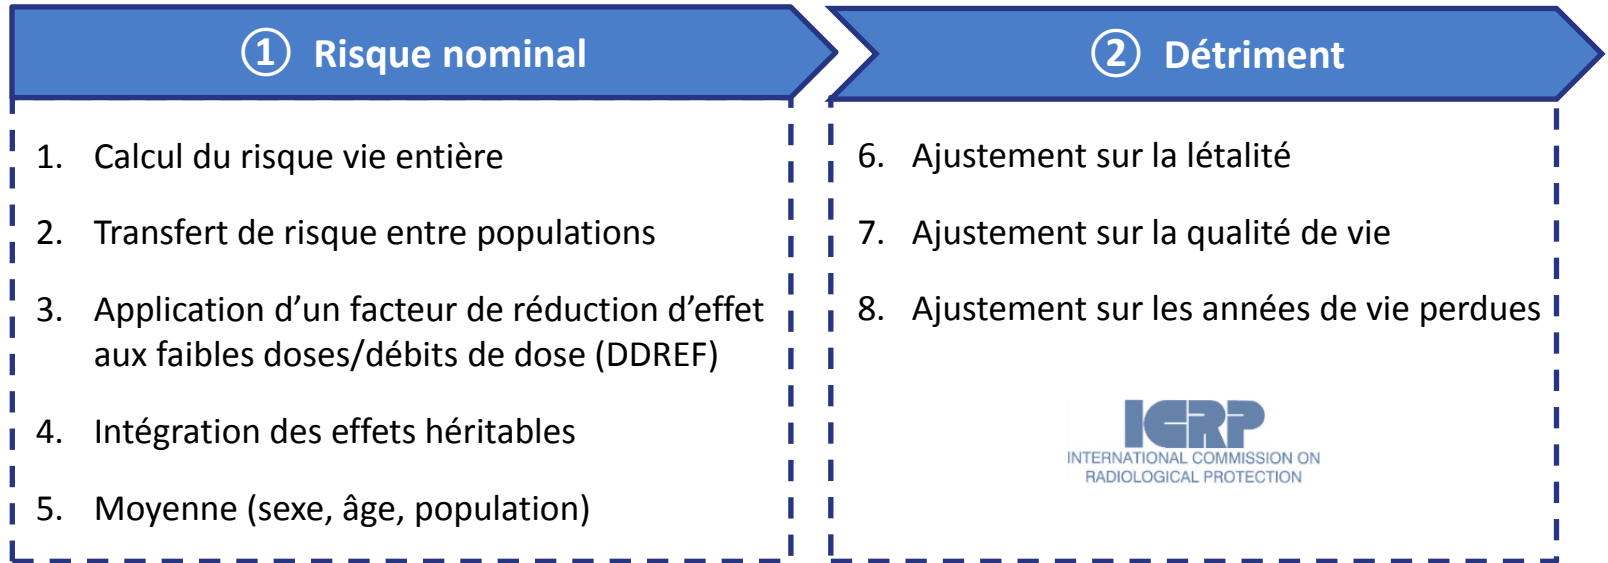 ① Risque nominal
1. Calcul du risque vie entière
2. Transfert de risque entre populations
3. Application d’un facteur de réduction d’effet
aux faibles doses/débits de dose (DDREF)
4. Intégration des effets héritables
5. Moyenne (sexe, âge, population)
② Détriment
6. Ajustement sur la létalité
7. Ajustement sur la qualité de vie
8. Ajustement sur les années de vie perdues
ICRP
INTERNATIONAL COMMISSION ON
RADIOLOGICAL PROTECTION